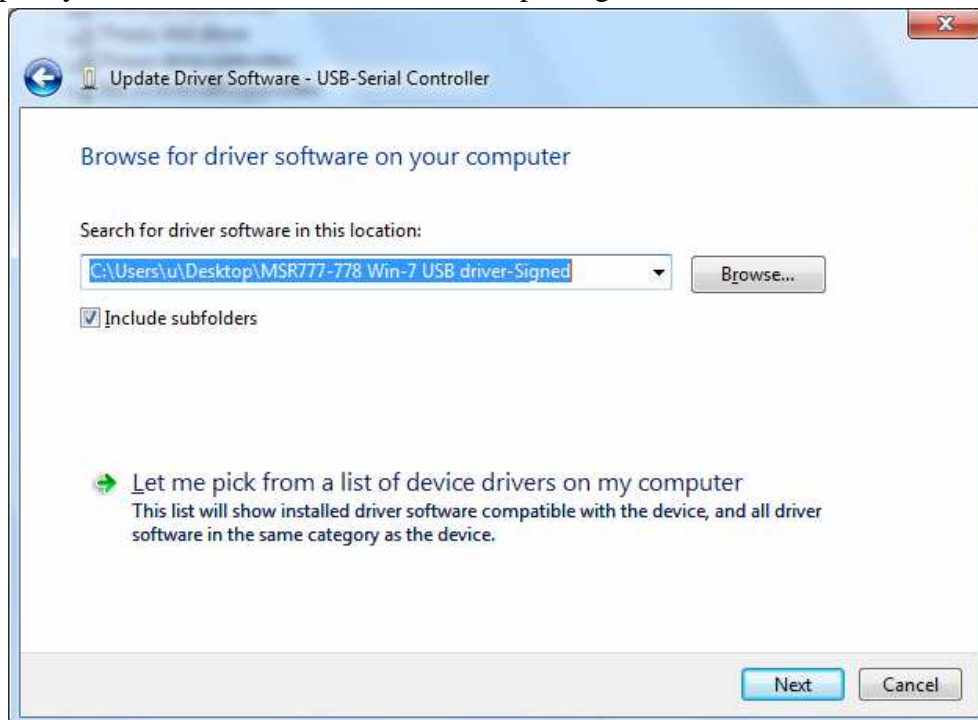 Update Driver Software - USB-Serial Controller
Browse for driver software on your computer
Search for driver software in this location:
C:\Users\u\Desktop\MSR777-778 Win-7 USB driver-Signed
Browse...
Include subfolders
Let me pick from a list of device drivers on my computer
This list will show installed driver software compatible with the device, and all driver
software in the same category as the device.
Next
Cancel